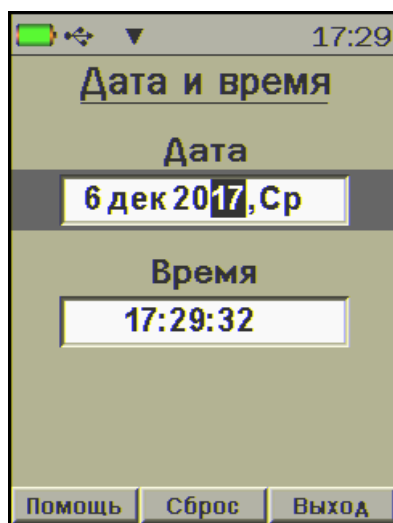 17:29
Дата и время
Дата
6 дек 2017, Ср
Время
17:29:32
Помощь Сброс Выход